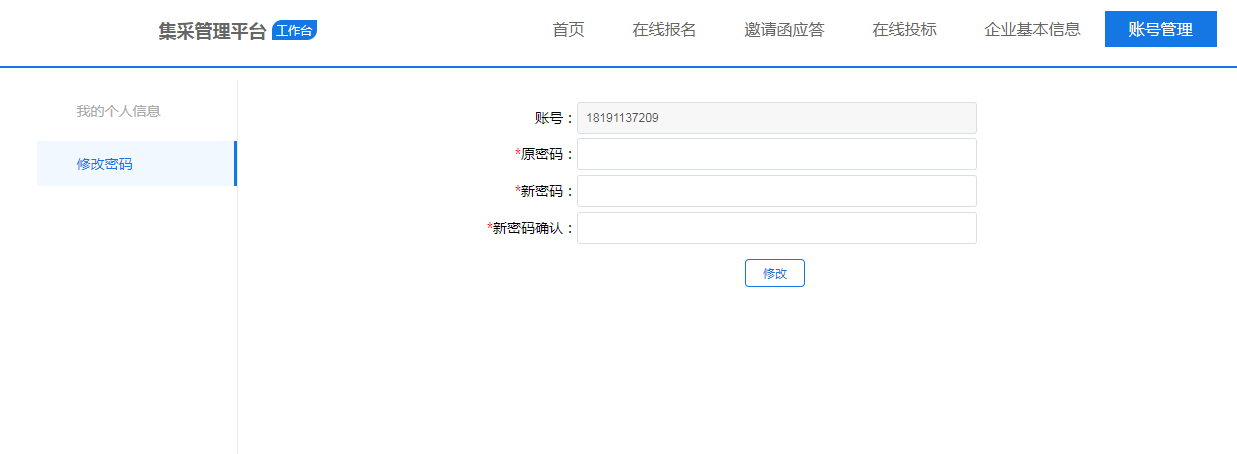 集采管理平台 工作台 首页 在线报名 邀请函应答 在线投标 企业基本信息 账号管理
我的个人信息
修改密码
账号：18191137209
*原密码：
*新密码：
*新密码确认：
修改